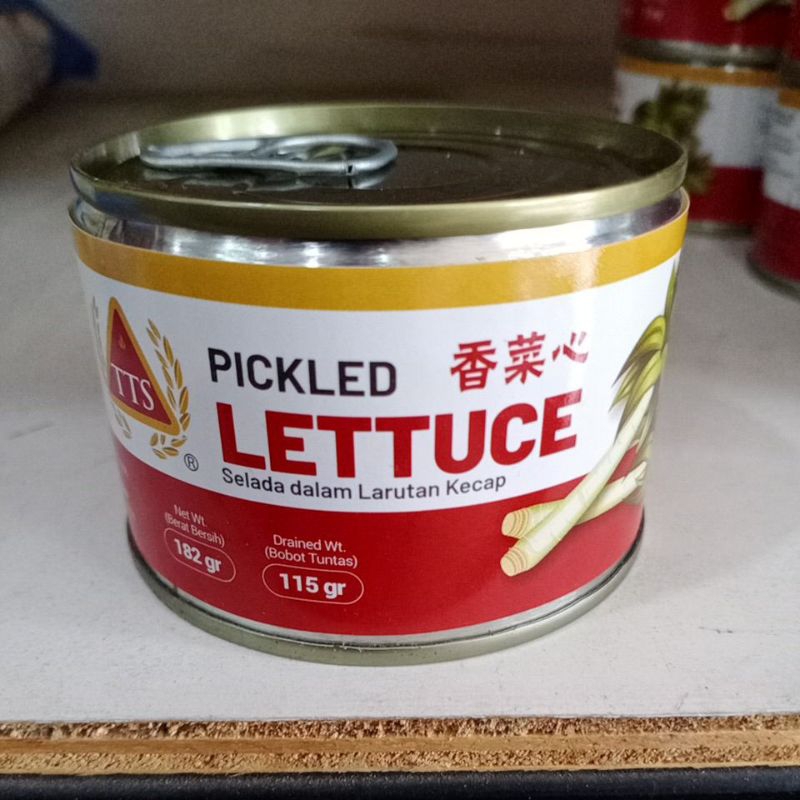 TTS
®
PICKLED 香菜心
LETTUCE
Selada dalam Larutan Kecap
Net Wt.
(Berat Bersih)
182 gr
Drained Wt.
(Bobot Tuntas)
115 gr